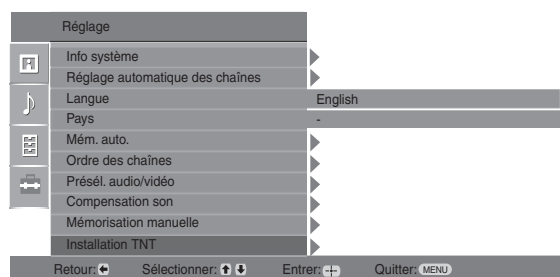 Réglage
Info système
Réglage automatique des chaînes
Langue English
Pays -
Mém. auto.
Ordre des chaînes
Présél. audio/vidéo
Compensation son
Mémorisation manuelle
Installation TNT
Retour: Sélectionner: Entrer: Quitter: MENU